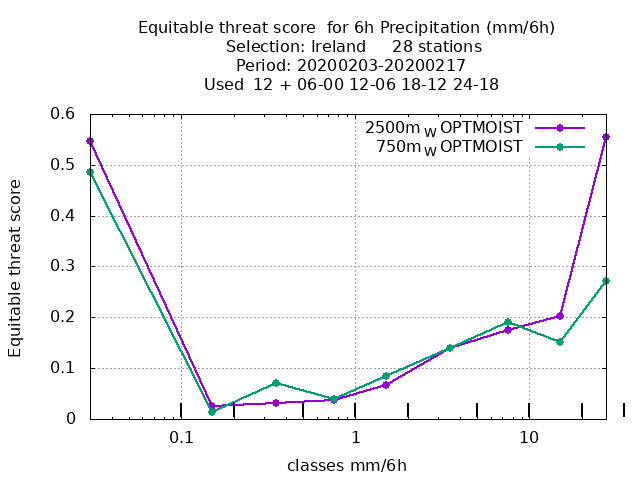 Equitable threat score  for 6h Precipitation (mm/6h)
Selection: Ireland     28 stations
Period: 20200203-20200217
Used  12 + 06-00 12-06 18-12 24-18
2500m W OPTMOIST
750m W OPTMOIST
0.6
0.5
0.4
0.3
0.2
0.1
0
Equitable threat score
0.1
1
10
classes mm/6h